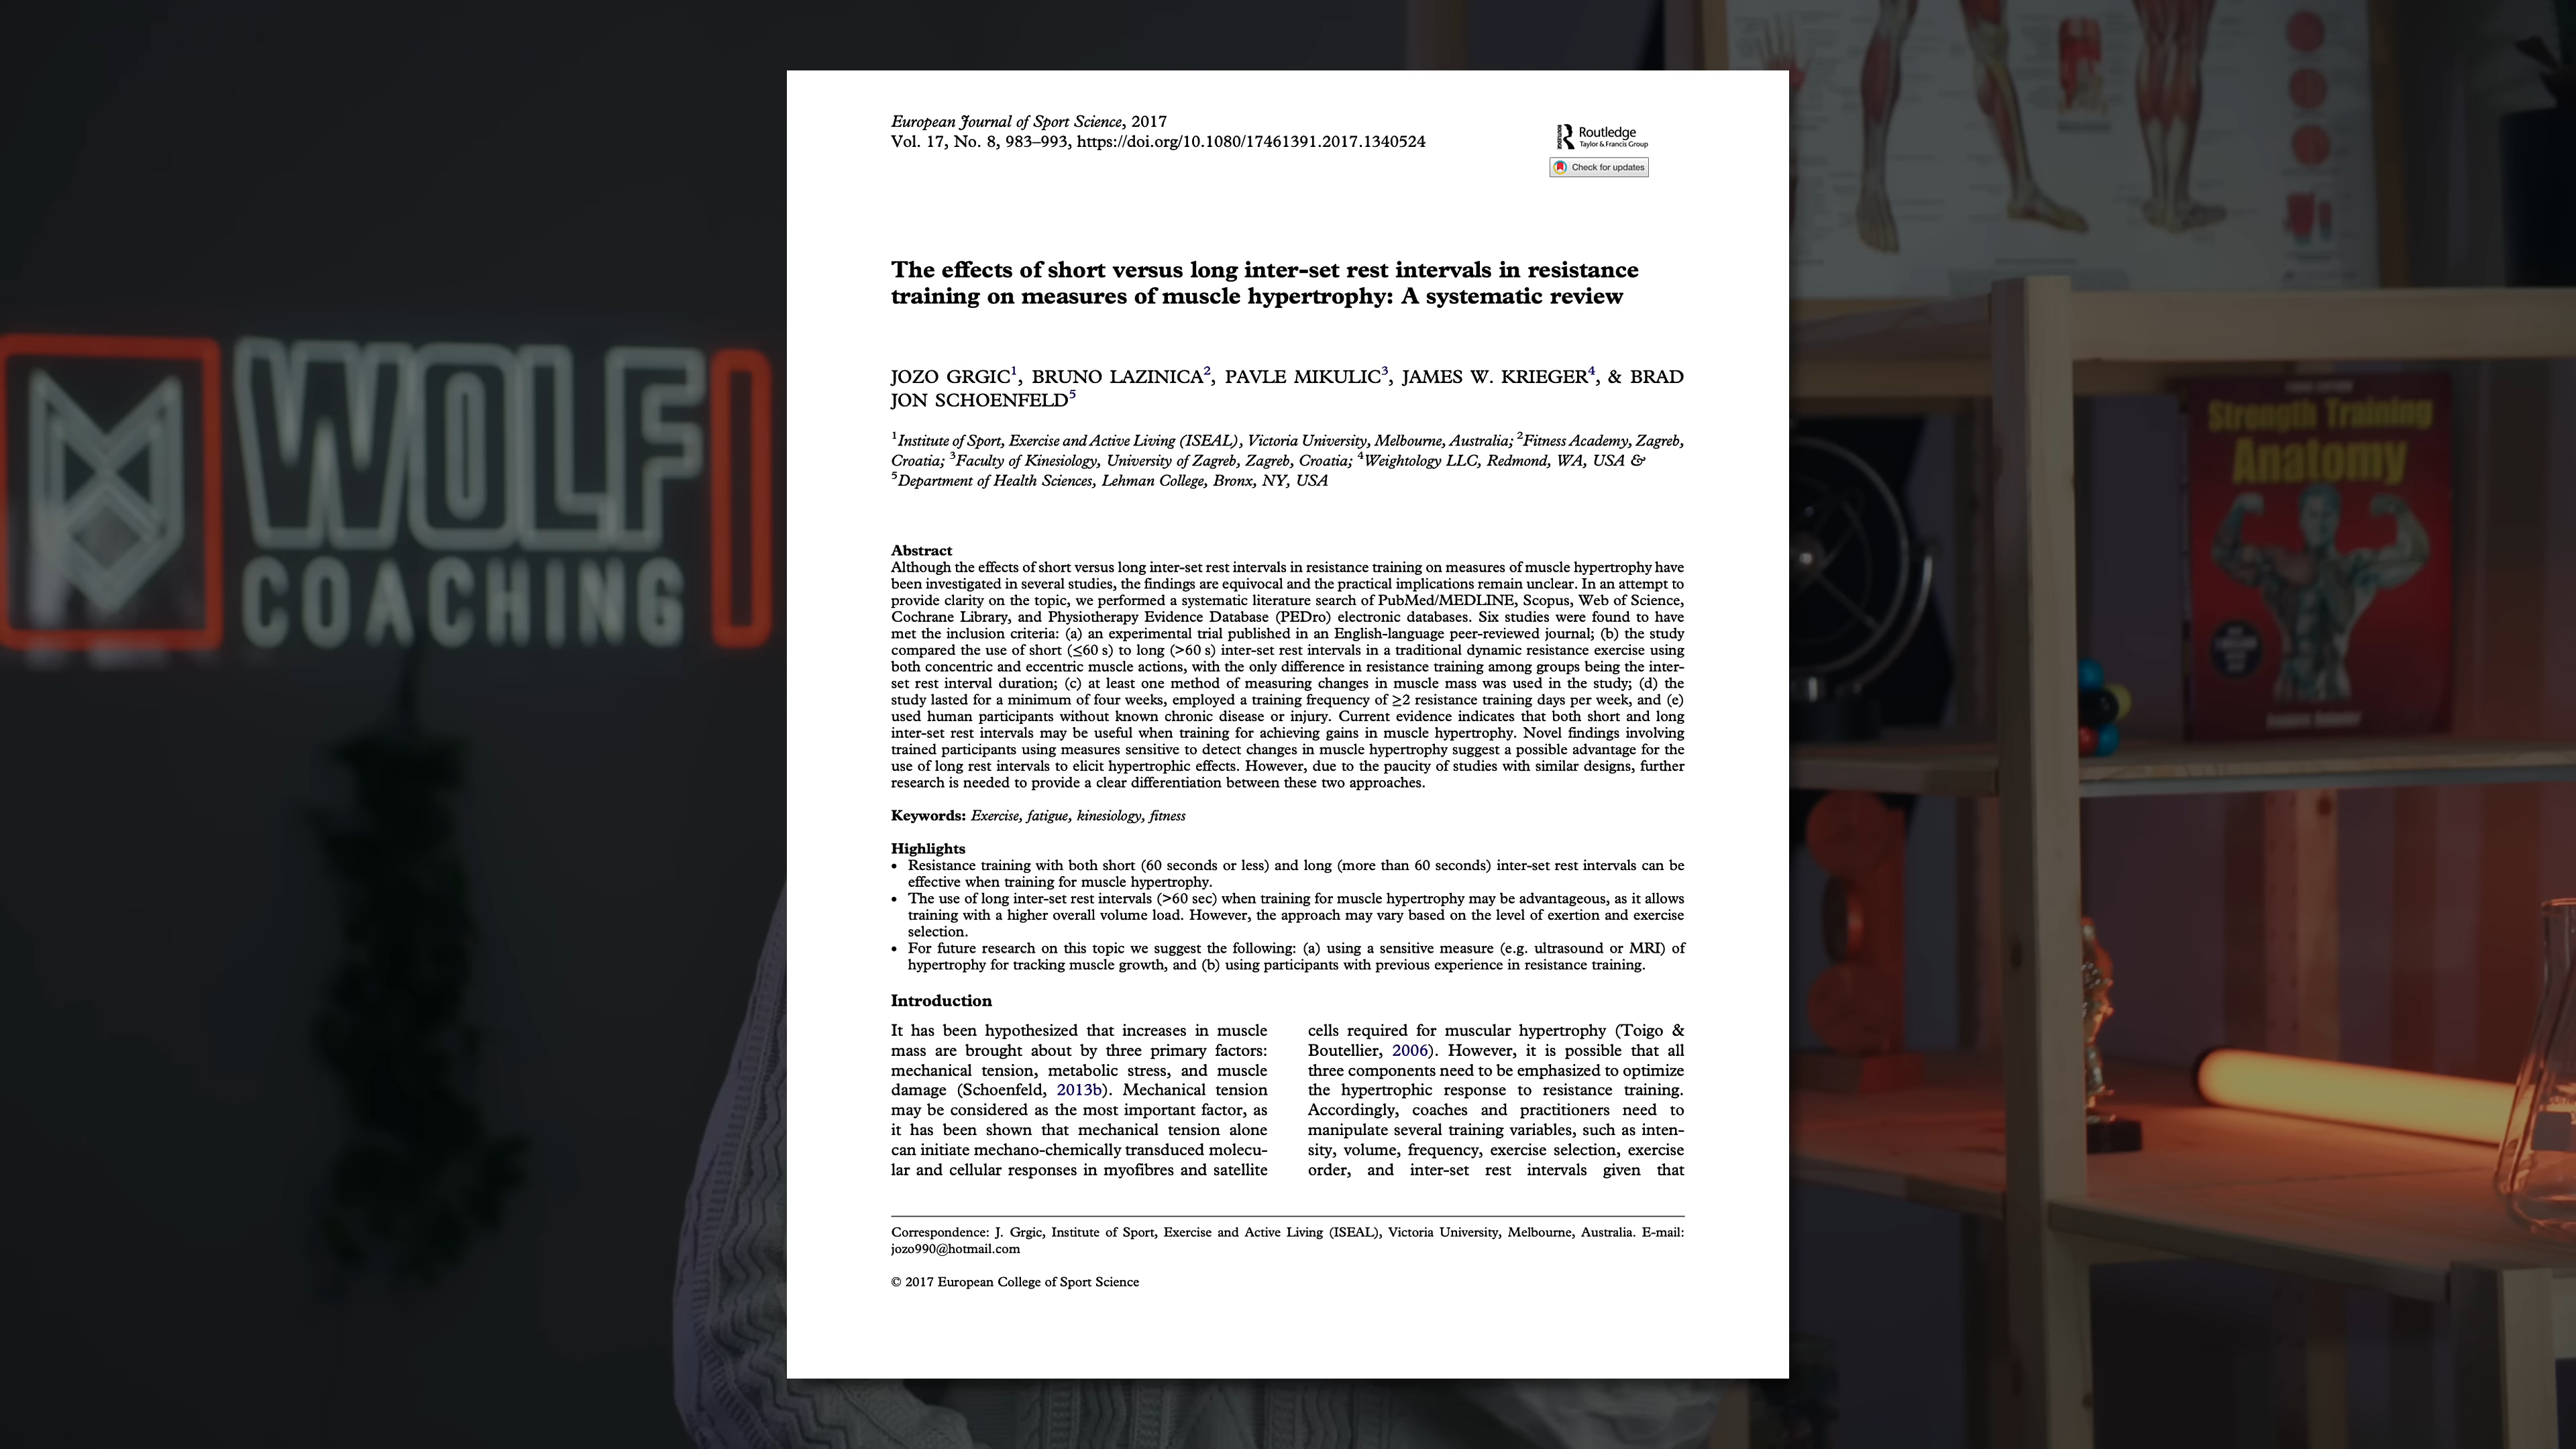 WOLF
COACHING
European Journal of Sport Science, 2017
Vol. 17, No. 8, 983–993, https://doi.org/10.1080/17461391.2017.1340524
Routledge
Taylor & Francis Group
ROUTLEDGE
Check for updates
The effects of short versus long inter-set rest intervals in resistance
training on measures of muscle hypertrophy: A systematic review
JOZO GRGIC1, BRUNO LAZINICA2, PAVLE MIKULIC3, JAMES W. KRIEGER4, & BRAD
JON SCHOENFELD5
1Institute of Sport, Exercise and Active Living (ISEAL), Victoria University, Melbourne, Australia; 2Fitness Academy, Zagreb,
Croatia; 3Faculty of Kinesiology, University of Zagreb, Zagreb, Croatia; 4Weightology LLC, Redmond, WA, USA &
5Department of Health Sciences, Lehman College, Bronx, NY, USA
Abstract
Although the effects of short versus long inter-set rest intervals in resistance training on measures of muscle hypertrophy have
been investigated in several studies, the findings are equivocal and the practical implications remain unclear. In an attempt to
provide clarity on the topic, we performed a systematic literature search of PubMed/MEDLINE, Scopus, Web of Science,
Cochrane Library, and Physiotherapy Evidence Database (PEDro) electronic databases. Six studies were found to have
met the inclusion criteria: (a) an experimental trial published in an English-language peer-reviewed journal; (b) the study
compared the use of short (≤60 s) to long (>60 s) inter-set rest intervals in a traditional dynamic resistance exercise using
both concentric and eccentric muscle actions, with the only difference in resistance training among groups being the inter-
set rest interval duration; (c) at least one method of measuring changes in muscle mass was used in the study; (d) the
study lasted for a minimum of four weeks, employed a training frequency of ≥2 resistance training days per week, and (e)
used human participants without known chronic disease or injury. Current evidence indicates that both short and long
inter-set rest intervals may be useful when training for achieving gains in muscle hypertrophy. Novel findings involving
trained participants using measures sensitive to detect changes in muscle hypertrophy suggest a possible advantage for the
use of long rest intervals to elicit hypertrophic effects. However, due to the paucity of studies with similar designs, further
research is needed to provide a clear differentiation between these two approaches.
Keywords: Exercise, fatigue, kinesiology, fitness
Highlights
• Resistance training with both short (60 seconds or less) and long (more than 60 seconds) inter-set rest intervals can be
effective when training for muscle hypertrophy.
• The use of long inter-set rest intervals (>60 sec) when training for muscle hypertrophy may be advantageous, as it allows
training with a higher overall volume load. However, the approach may vary based on the level of exertion and exercise
selection.
• For future research on this topic we suggest the following: (a) using a sensitive measure (e.g. ultrasound or MRI) of
hypertrophy for tracking muscle growth, and (b) using participants with previous experience in resistance training.
Introduction
It has been hypothesized that increases in muscle
mass are brought about by three primary factors:
mechanical tension, metabolic stress, and muscle
damage (Schoenfeld, 2013b). Mechanical tension
may be considered as the most important factor, as
it has been shown that mechanical tension alone
can initiate mechano-chemically transduced molecu-
lar and cellular responses in myofibres and satellite
cells required for muscular hypertrophy (Toigo &
Boutellier, 2006). However, it is possible that all
three components need to be emphasized to optimize
the hypertrophic response to resistance training.
Accordingly, coaches and practitioners need to
manipulate several training variables, such as inten-
sity, volume, frequency, exercise selection, exercise
order, and inter-set rest intervals given that
Correspondence: J. Grgic, Institute of Sport, Exercise and Active Living (ISEAL), Victoria University, Melbourne, Australia. E-mail:
jozo990@hotmail.com
© 2017 European College of Sport Science
Strength Training
Anatomy